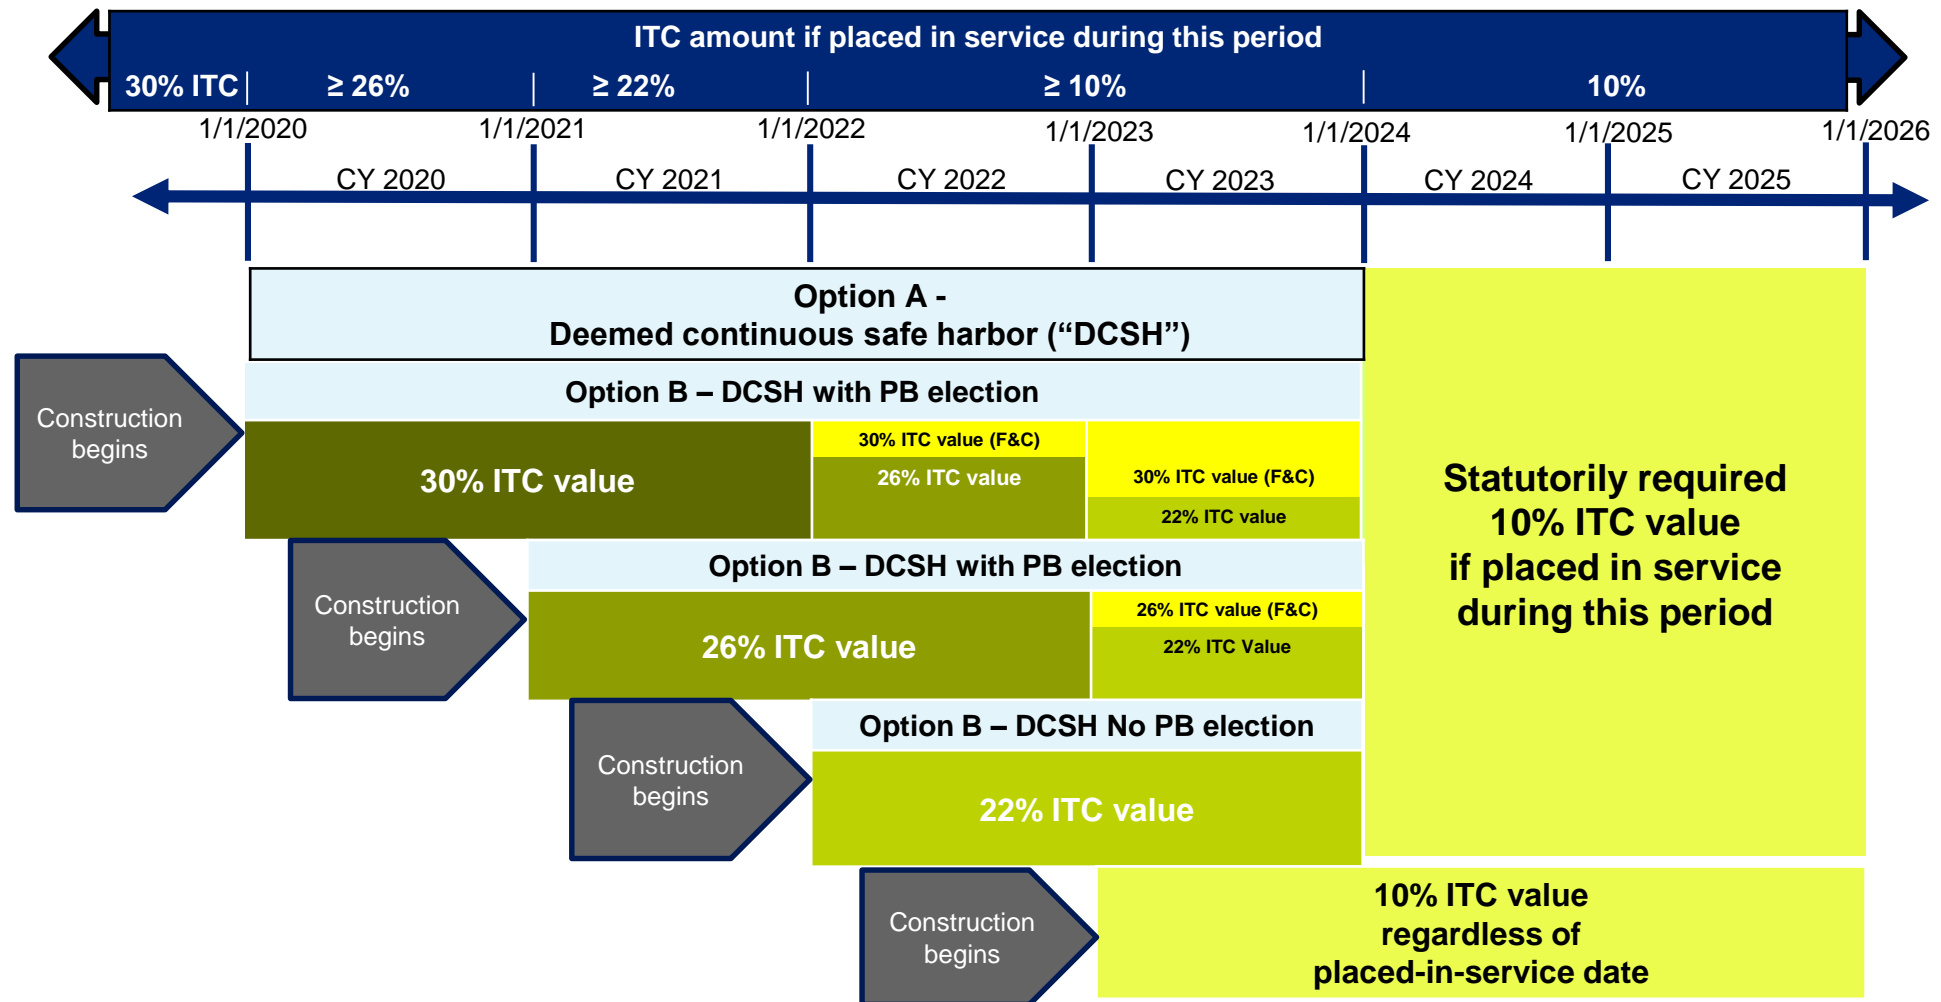 ITC amount if placed in service during this period
30% ITC
≥ 26%
≥ 22%
≥ 10%
10%
1/1/2020
1/1/2021
1/1/2022
1/1/2023
1/1/2024
1/1/2025
1/1/2026
CY 2020
CY 2021
CY 2022
CY 2023
CY 2024
CY 2025
Option A -
Deemed continuous safe harbor (“DCSH”)
Construction
begins
Option B – DCSH with PB election
30% ITC value
30% ITC value (F&C)
26% ITC value
30% ITC value (F&C)
22% ITC value
Construction
begins
Option B – DCSH with PB election
26% ITC value
26% ITC value (F&C)
22% ITC Value
Construction
begins
Option B – DCSH No PB election
22% ITC value
Statutorily required
10% ITC value
if placed in service
during this period
Construction
begins
10% ITC value
regardless of
placed-in-service date